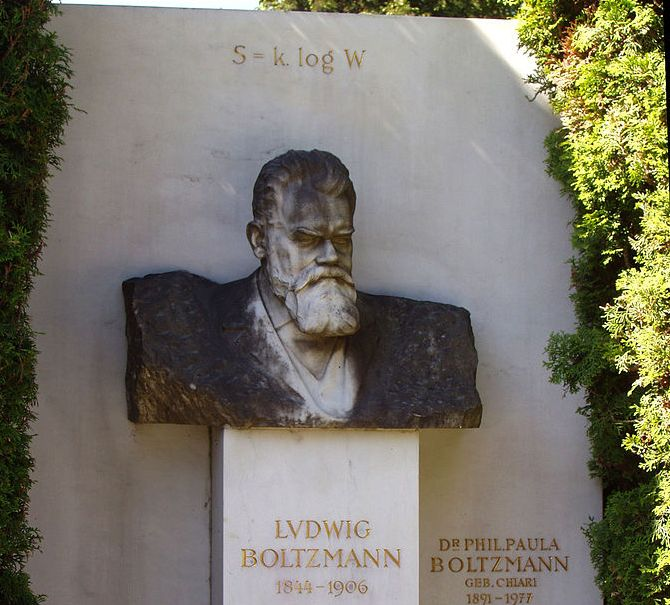 S = k. log W
LVDWIG
BOLTZMANN
1844-1906
DR PHIL. PAULA
BOLTZMANN
GEB. CHIARI
1891-1977